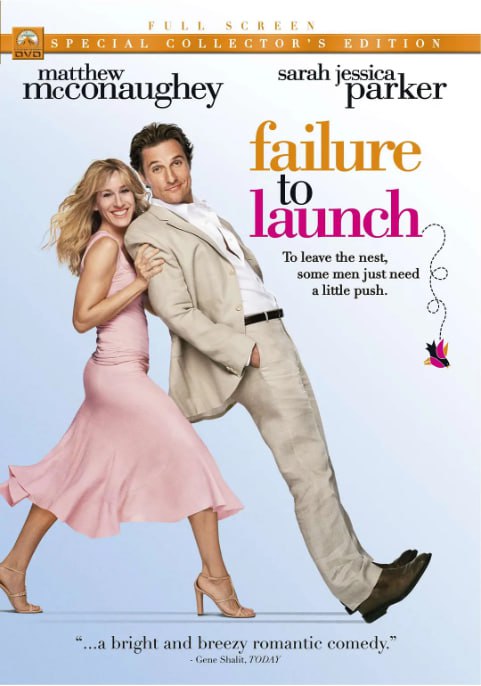 FULL SCREEN
DVD
SPECIAL COLLECTOR'S EDITION
matthew
mcconaughey
sarah jessica
parker
failure
to
launch
To leave the nest,
some men just need
a little push.
“...a bright and breezy romantic comedy.”
- Gene Shalit, TODAY